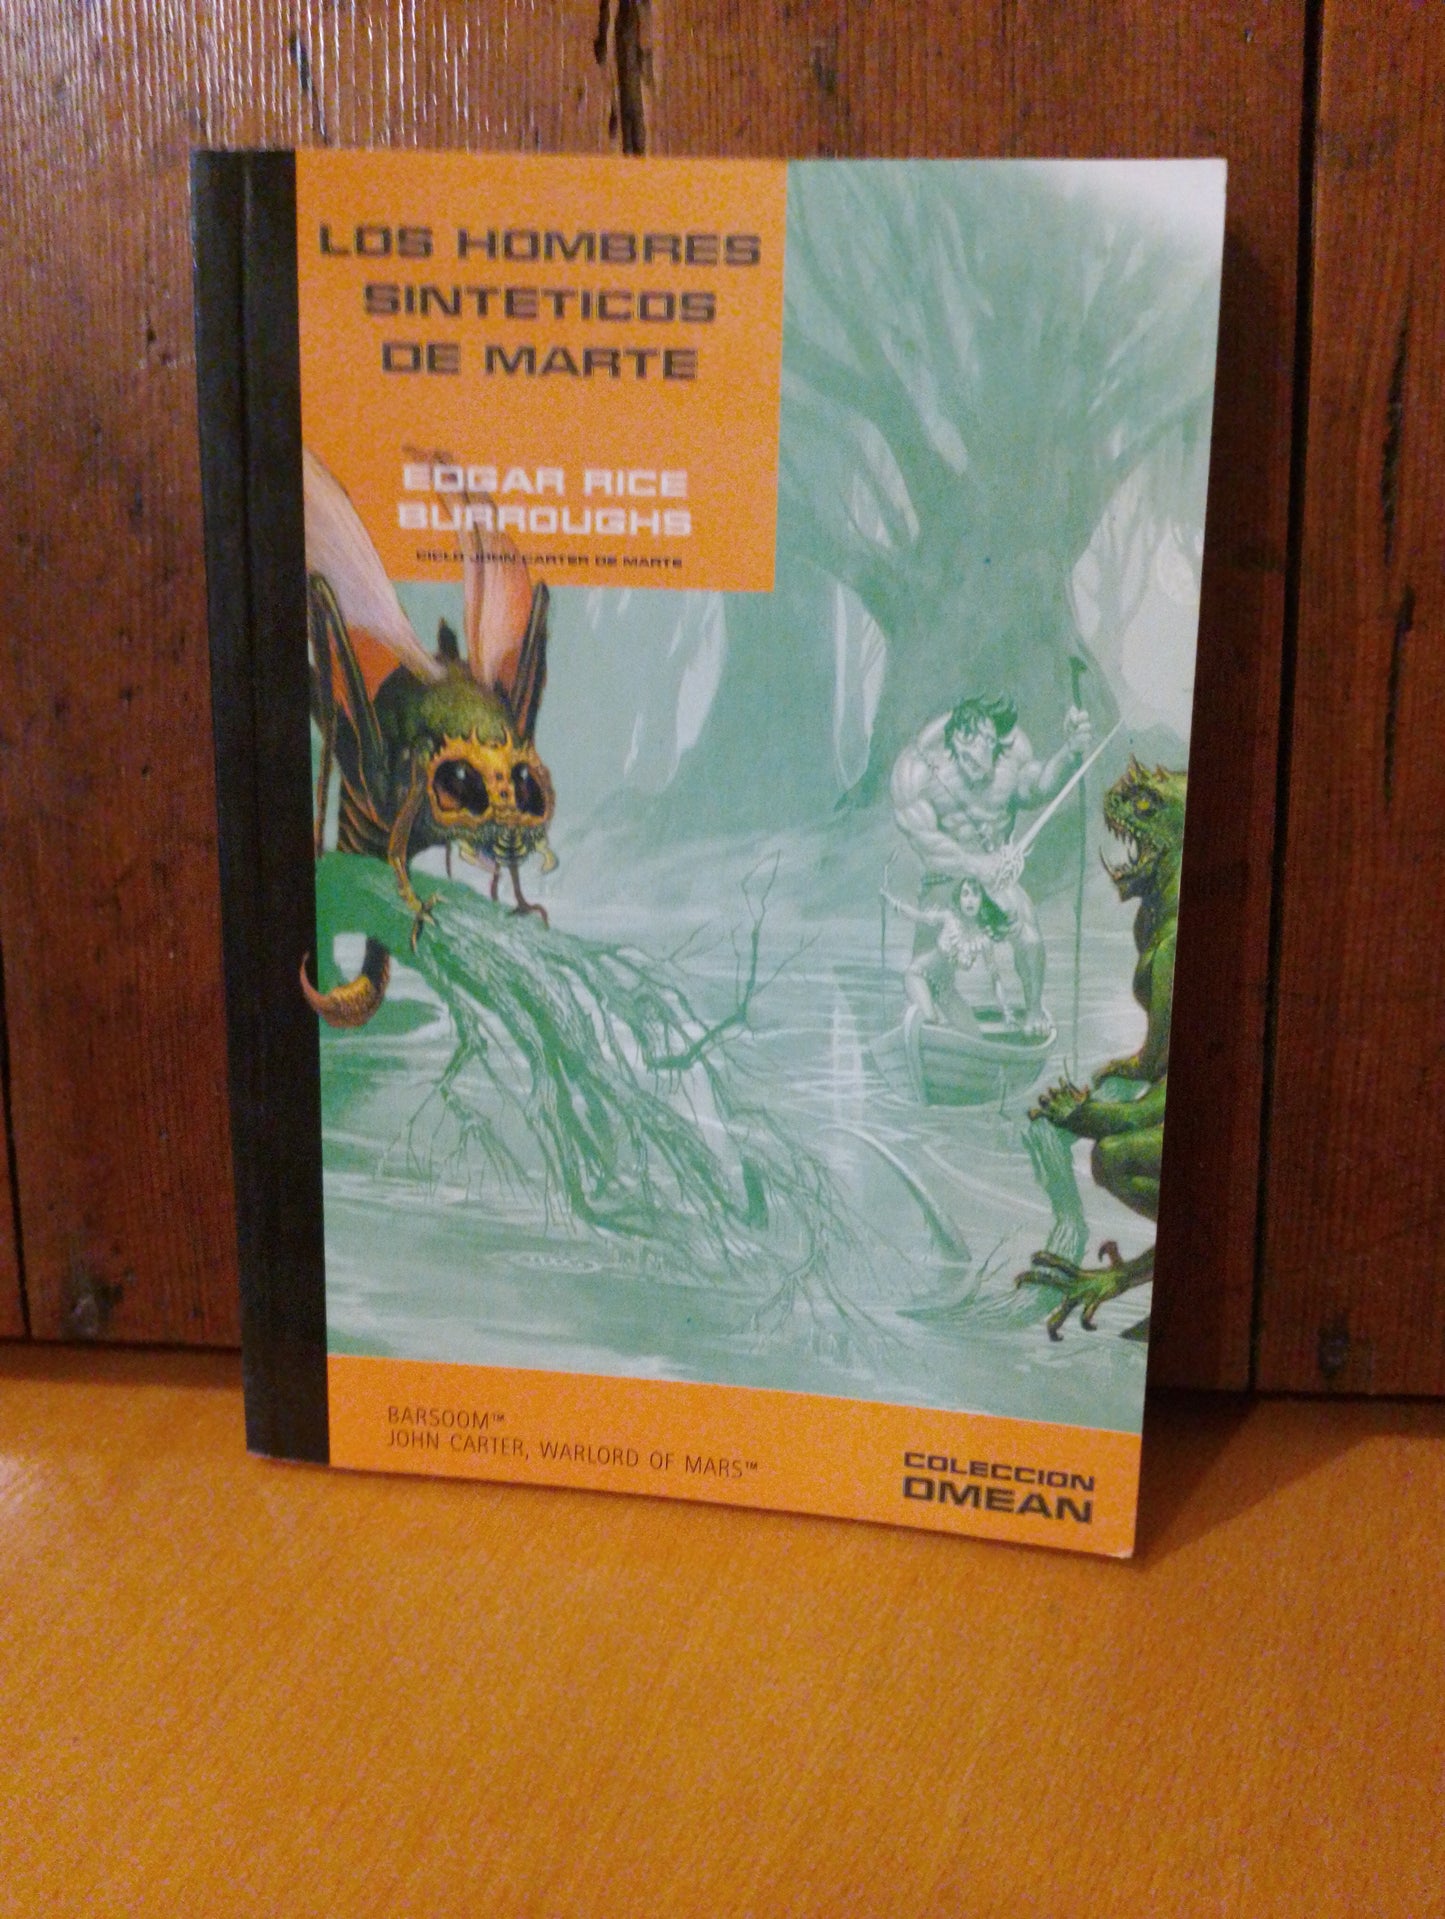 LOS HOMBRES
SINTETICOS
DE MARTE
EDGAR RICE
BURROUGHS
CICLO JOHN CARTER DE MARTE
BARSOOM™
JOHN CARTER, WARLORD OF MARS™
COLECCION
OMEAN